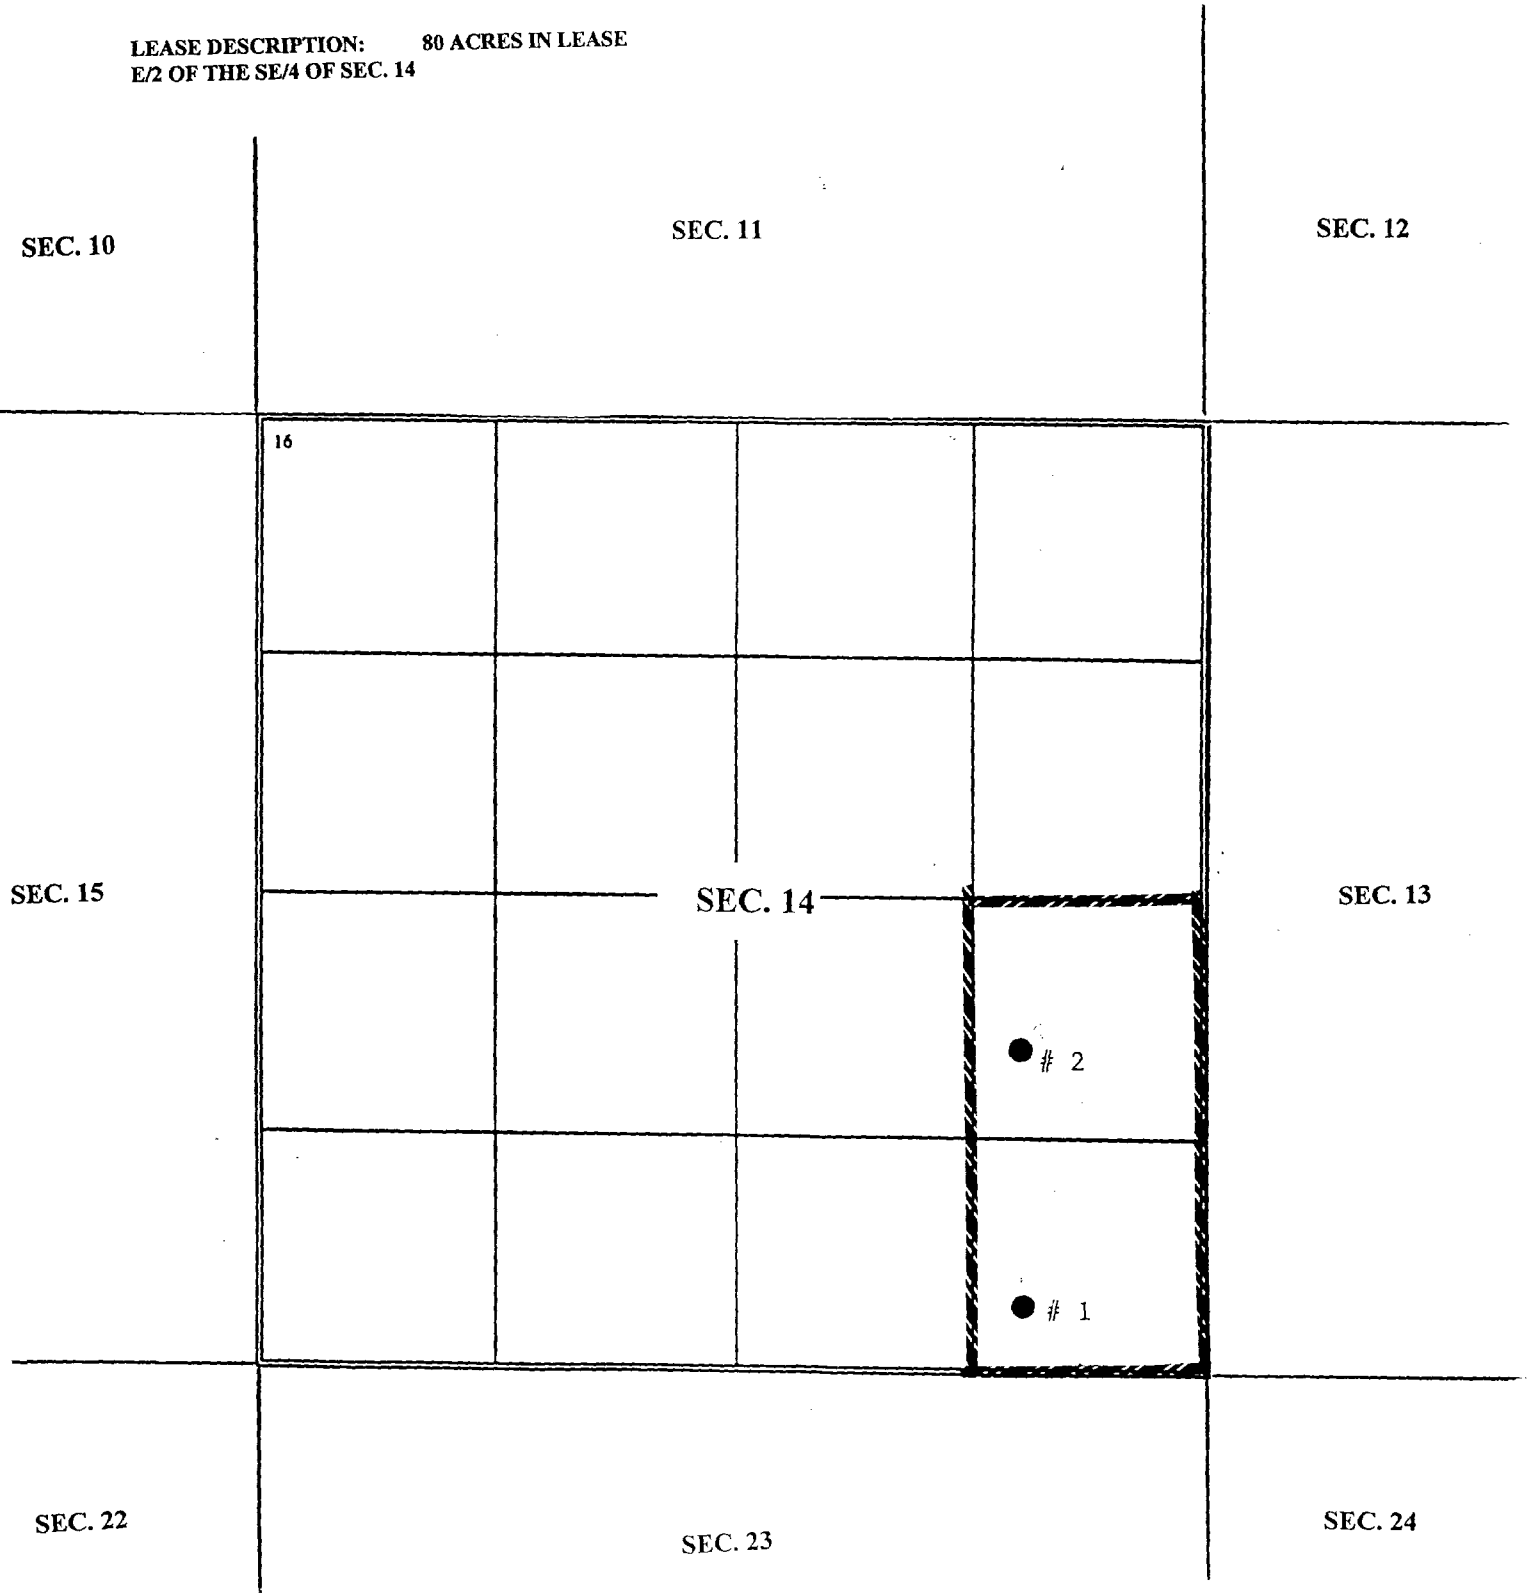 LEASE DESCRIPTION: 80 ACRES IN LEASE
E/2 OF THE SE/4 OF SEC. 14
SEC. 10
SEC. 11
SEC. 12
16
SEC. 15
SEC. 14
SEC. 13
# 2
# 1
SEC. 22
SEC. 23
SEC. 24